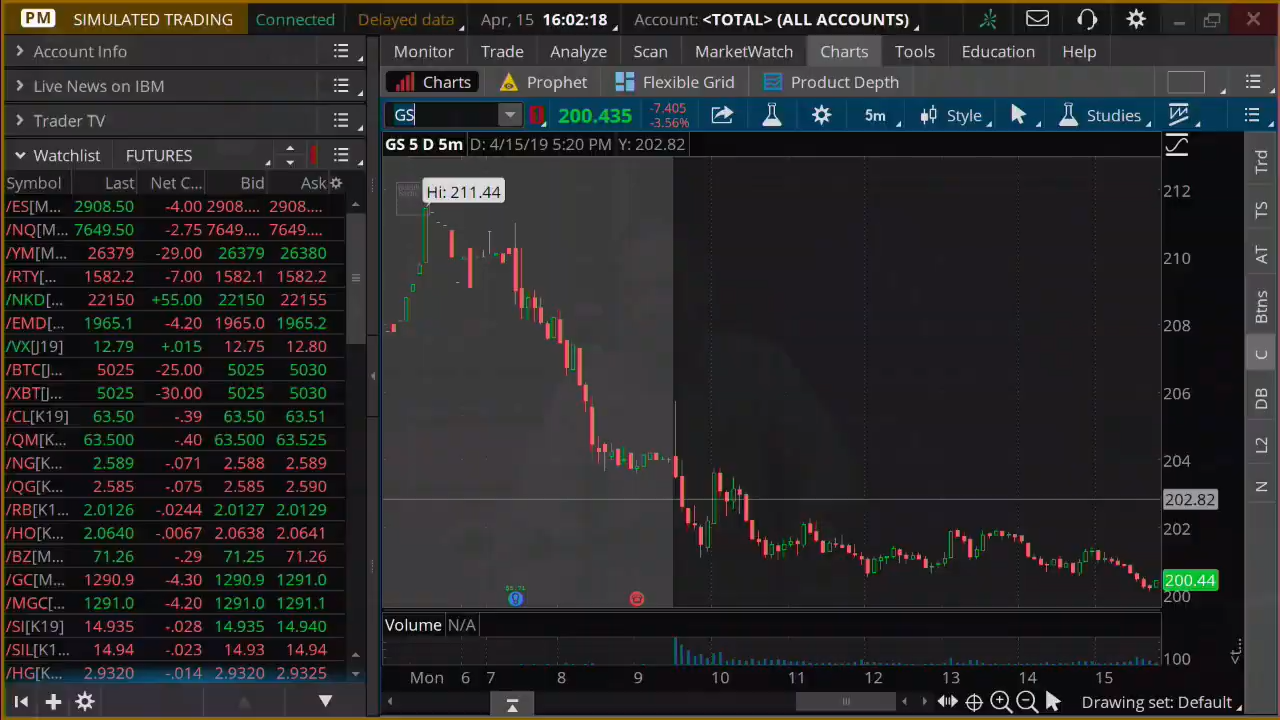 PM SIMULATED TRADING Connected Delayed data Apr, 15 16:02:18 Account: <TOTAL> (ALL ACCOUNTS)
Account Info
Live News on IBM
Trader TV
Watchlist FUTURES
Symbol Last Net C... Bid Ask
/ES[M... 2908.50 -4.00 2908.... 2908....
/NQ[M... 7649.50 -2.75 7649.... 7649....
/YM[M... 26379 -29.00 26379 26380
/RTY[... 1582.2 -7.00 1582.1 1582.2
/NKD[... 22150 +55.00 22150 22155
/EMD[... 1965.1 -4.20 1965.0 1965.2
/VX[J19] 12.79 +.015 12.75 12.80
/BTC[J... 5025 -25.00 5025 5030
/XBT[J... 5025 -30.00 5025 5030
/CL[K19] 63.50 -.39 63.50 63.51
/QM[K... 63.500 -.40 63.500 63.525
/NG[K... 2.589 -.071 2.588 2.589
/QG[K... 2.585 -.075 2.585 2.590
/RB[K1... 2.0126 -.0244 2.0127 2.0129
/HO[K... 2.0640 -.0067 2.0638 2.0641
/BZ[M... 71.26 -.29 71.25 71.26
/GC[M... 1290.9 -4.30 1290.9 1291.0
/MGC[... 1291.0 -4.20 1291.0 1291.1
/SI[K19] 14.935 -.028 14.935 14.940
/SIL[K1... 14.94 -.023 14.93 14.94
/HG[K... 2.9320 -.014 2.9320 2.9325
Monitor Trade Analyze Scan MarketWatch Charts Tools Education Help
Charts Prophet Flexible Grid Product Depth
GS 200.435 -7.405 5m Style Studies
-3.56%
GS 5 D 5m D: 4/15/19 5:20 PM Y: 202.82
Hi: 211.44
212
210
208
206
204
202.82
202
200.44
200
Volume N/A
100
Mon 6 7 8 9 10 11 12 13 14 15
Drawing set: Default
Trd
TS
AT
Btns
C
DB
L2
N